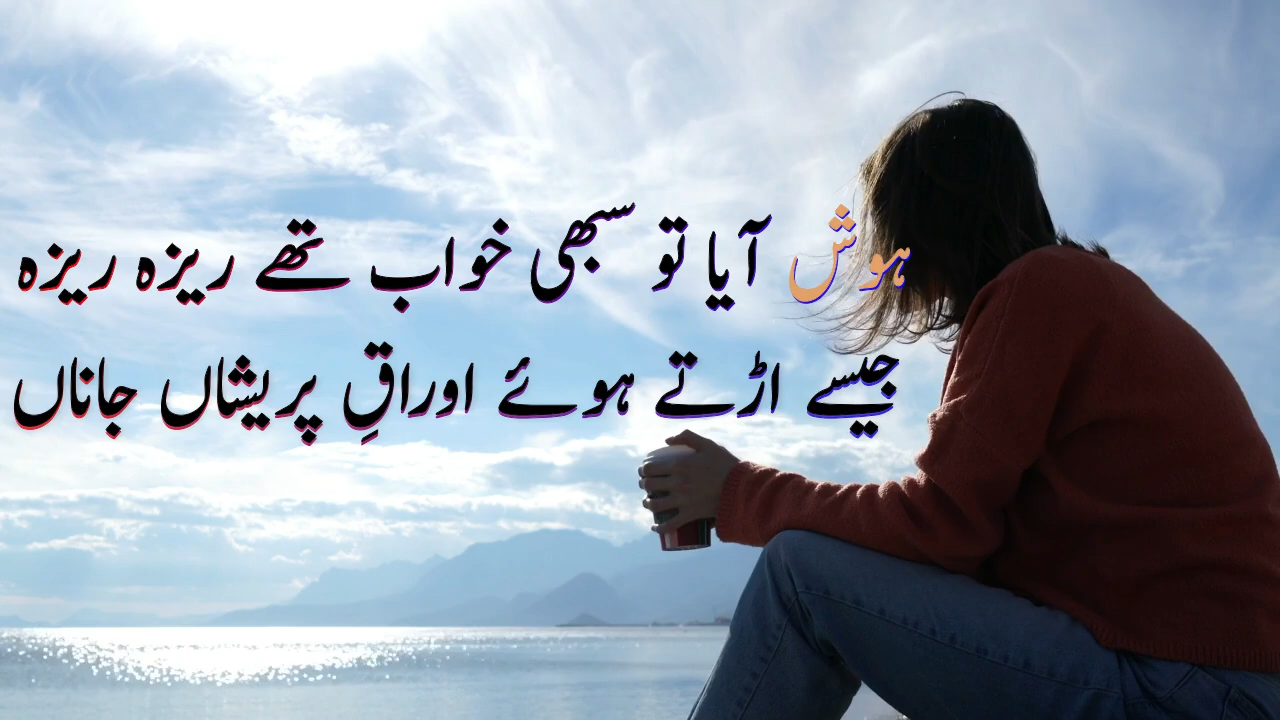 ہوش آیا تو سبھی خواب تھے ریزہ ریزہ
جیسے اڑتے ہوئے اوراقِ پریشاں جاناں